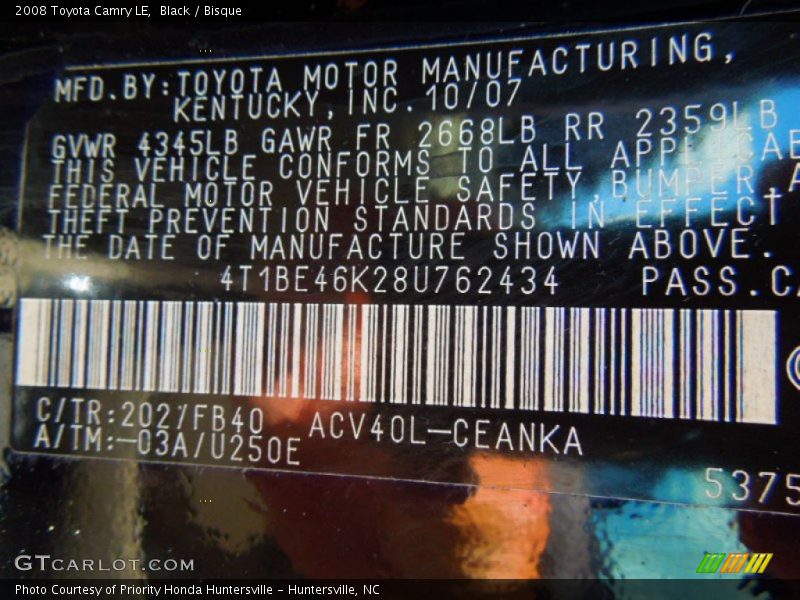 2008 Toyota Camry LE, Black / Bisque
MFD.BY:TOYOTA MOTOR MANUFACTURING,
KENTUCKY,INC.10/07
GVWR 4345LB GAWR FR 2668LB RR 2359LB
THIS VEHICLE CONFORMS TO ALL APPLICAB
FEDERAL MOTOR VEHICLE SAFETY,BUMPER,A
THEFT PREVENTION STANDARDS IN EFFECT
THE DATE OF MANUFACTURE SHOWN ABOVE.
4T1BE46K28U762434 PASS.CA
C/TR:202/FB40 ACV40L-CEANKA
A/TM:-03A/U250E
5375
GTCARLOT.COM
Photo Courtesy of Priority Honda Huntersville - Huntersville, NC